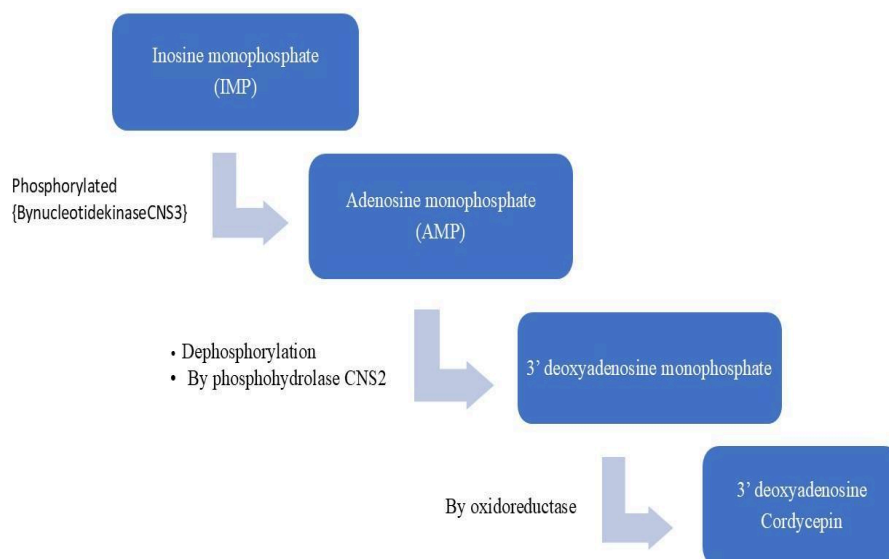 Inosine monophosphate
(IMP)
Phosphorylated
{BynucleotidekinaseCNS3}
Adenosine monophosphate
(AMP)
• Dephosphorylation
• By phosphohydrolase CNS2
3’ deoxyadenosine monophosphate
By oxidoreductase
3’ deoxyadenosine
Cordycepin